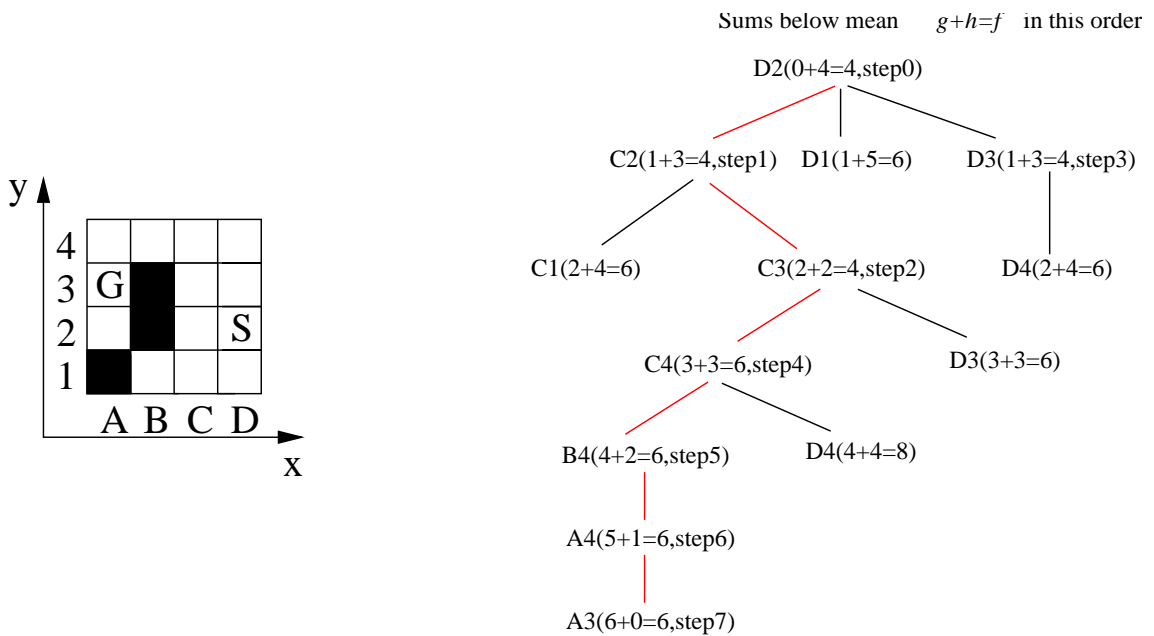 Sums below mean g+h=f in this order
D2(0+4=4,step0)
C2(1+3=4,step1) D1(1+5=6) D3(1+3=4,step3)
y
4
C1(2+4=6) C3(2+2=4,step2) D4(2+4=6)
3 G
2 S
C4(3+3=6,step4) D3(3+3=6)
1
A B C D
B4(4+2=6,step5) D4(4+4=8)
x
A4(5+1=6,step6)
A3(6+0=6,step7)